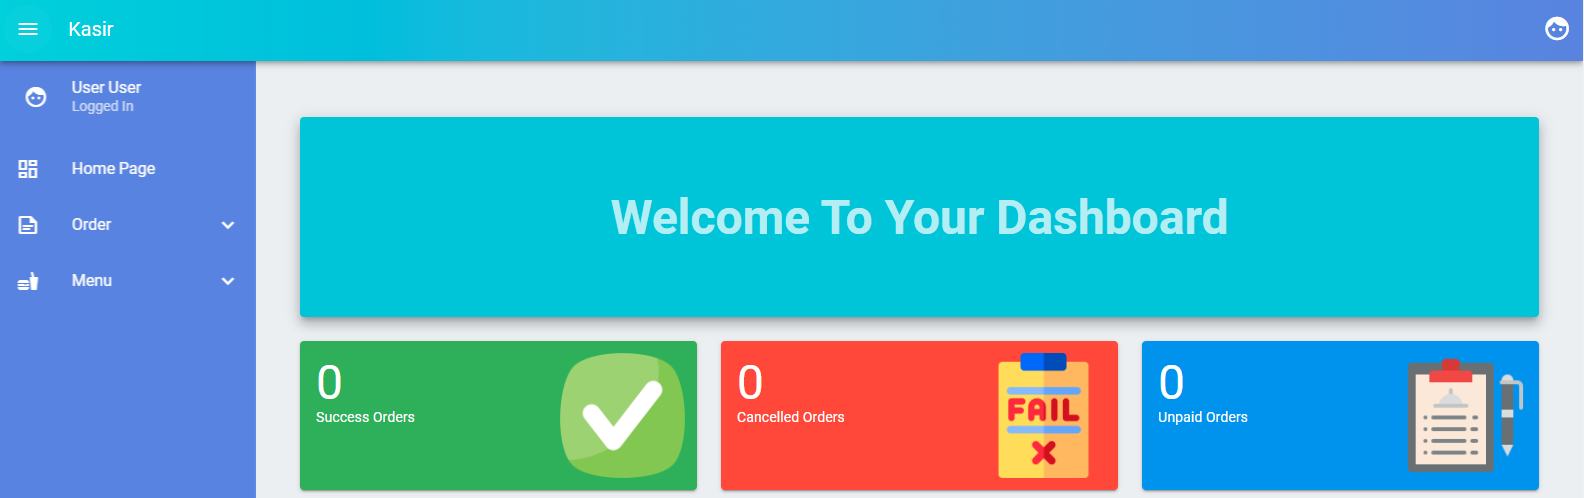 Kasir
User User
Logged In
Home Page
Order
Menu
Welcome To Your Dashboard
0
Success Orders
FAIL
0
Cancelled Orders
0
Unpaid Orders